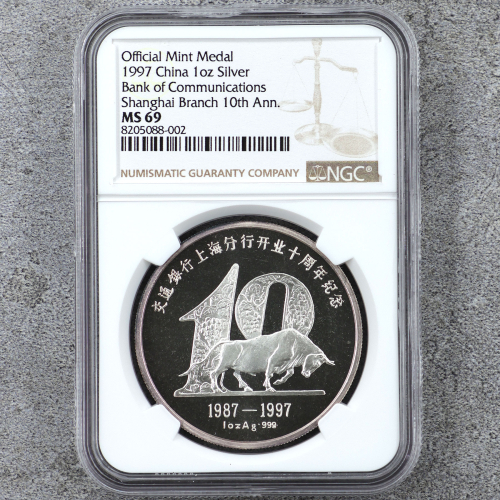 Official Mint Medal
1997 China 1oz Silver
Bank of Communications
Shanghai Branch 10th Ann.
MS 69
8205088-002
NUMISMATIC GUARANTY COMPANY
NGC®
交通银行上海分行开业十周年纪念
10
1987—1997
1ozAg·999